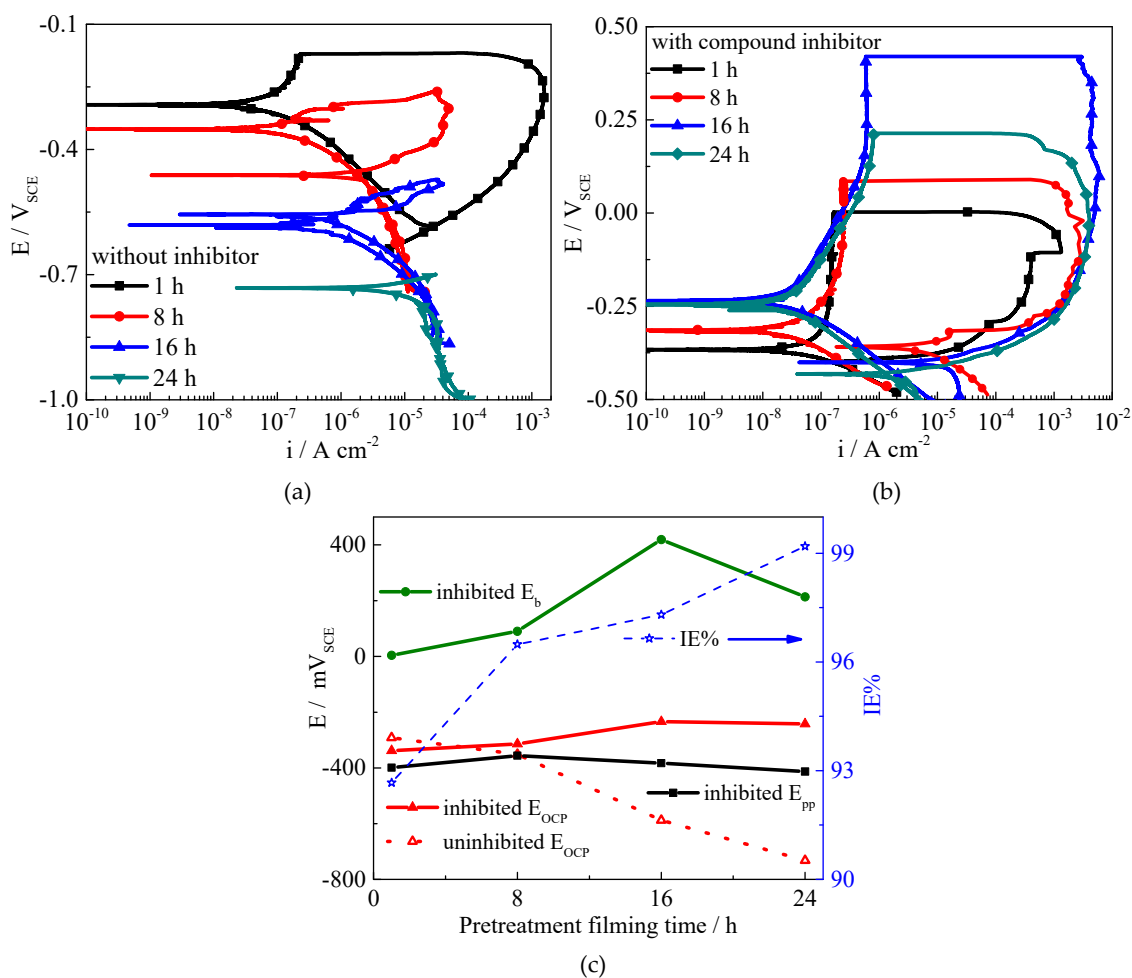 -0.1
-0.4
-0.7
-1.0
E / V_SCE
without inhibitor
1 h
8 h
16 h
24 h
10^-10 10^-9 10^-8 10^-7 10^-6 10^-5 10^-4 10^-3
i / A cm^-2
(a)
0.50
0.25
0.00
-0.25
-0.50
E / V_SCE
with compound inhibitor
1 h
8 h
16 h
24 h
10^-10 10^-9 10^-8 10^-7 10^-6 10^-5 10^-4 10^-3 10^-2
i / A cm^-2
(b)
400
0
-400
-800
E / mV_SCE
inhibited E_b
IE%
inhibited E_pp
inhibited E_OCP
uninhibited E_OCP
99
96
93
90
IE%
0 8 16 24
Pretreatment filming time / h
(c)